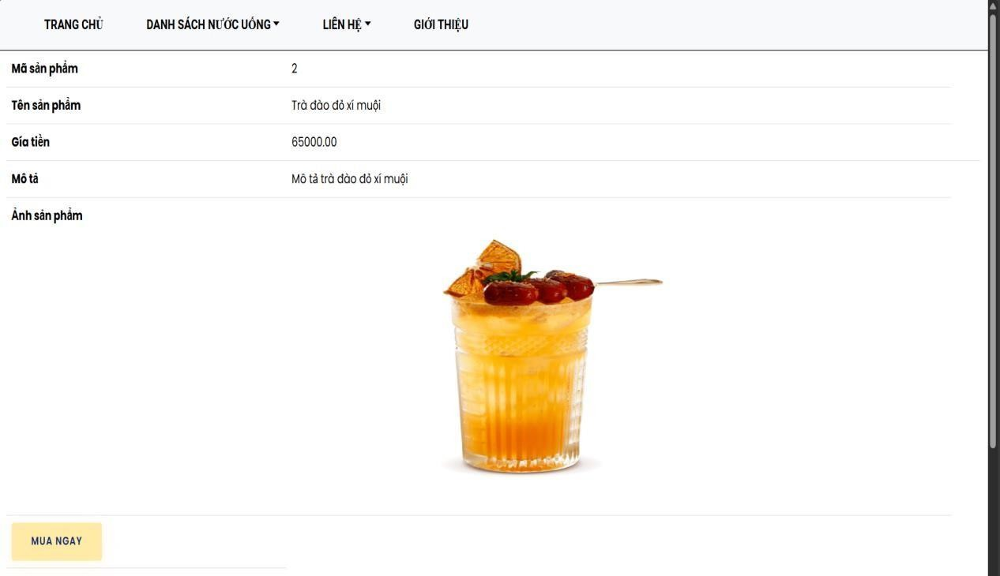 TRANG CHỦ DANH SÁCH NƯỚC UỐNG LIÊN HỆ GIỚI THIỆU
Mã sản phẩm 2
Tên sản phẩm Trà đào đỏ xí muội
Gía tiền 65000.00
Mô tả Mô tả trà đào đỏ xí muội
Ảnh sản phẩm
MUA NGAY